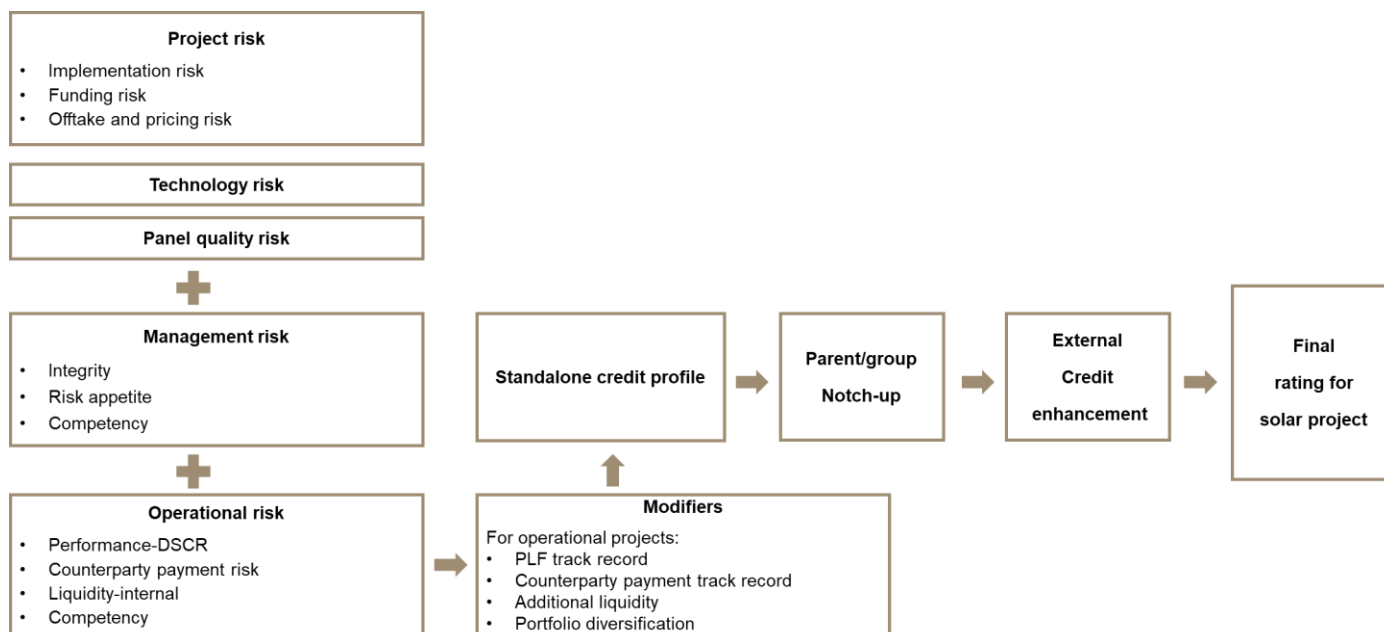 Project risk
• Implementation risk
• Funding risk
• Offtake and pricing risk
Technology risk
Panel quality risk
Management risk
• Integrity
• Risk appetite
• Competency
Operational risk
• Performance-DSCR
• Counterparty payment risk
• Liquidity-internal
• Competency
Modifiers
For operational projects:
• PLF track record
• Counterparty payment track record
• Additional liquidity
• Portfolio diversification
Standalone credit profile
Parent/group
Notch-up
External
Credit
enhancement
Final
rating for
solar project